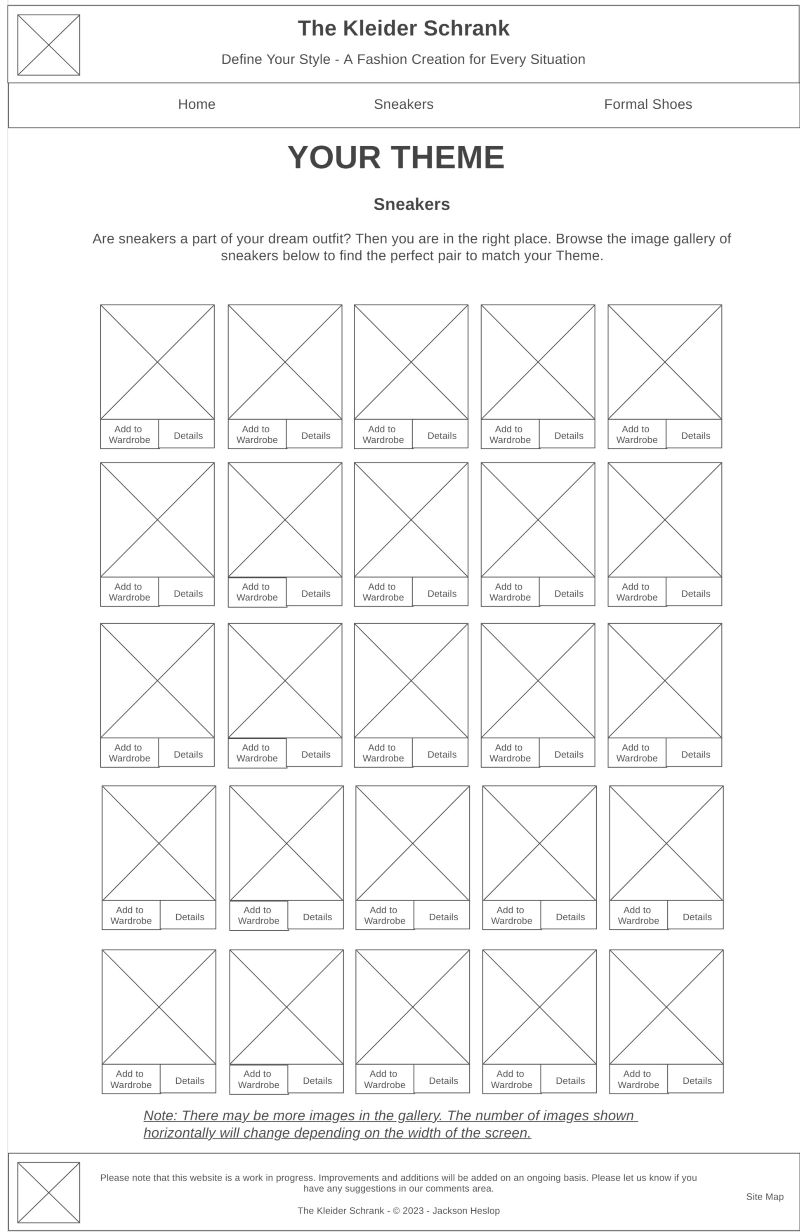 The Kleider Schrank
Define Your Style - A Fashion Creation for Every Situation
Home Sneakers Formal Shoes
YOUR THEME
Sneakers
Are sneakers a part of your dream outfit? Then you are in the right place. Browse the image gallery of
sneakers below to find the perfect pair to match your Theme.
Add to Add to Add to Add to Add to
Wardrobe Details Wardrobe Details Wardrobe Details Wardrobe Details Wardrobe Details
Add to Add to Add to Add to Add to
Wardrobe Details Wardrobe Details Wardrobe Details Wardrobe Details Wardrobe Details
Add to Add to Add to Add to Add to
Wardrobe Details Wardrobe Details Wardrobe Details Wardrobe Details Wardrobe Details
Add to Add to Add to Add to Add to
Wardrobe Details Wardrobe Details Wardrobe Details Wardrobe Details Wardrobe Details
Add to Add to Add to Add to Add to
Wardrobe Details Wardrobe Details Wardrobe Details Wardrobe Details Wardrobe Details
Note: There may be more images in the gallery. The number of images shown
horizontally will change depending on the width of the screen.
Please note that this website is a work in progress. Improvements and additions will be added on an ongoing basis. Please let us know if you
have any suggestions in our comments area.
Site Map
The Kleider Schrank - © 2023 - Jackson Heslop